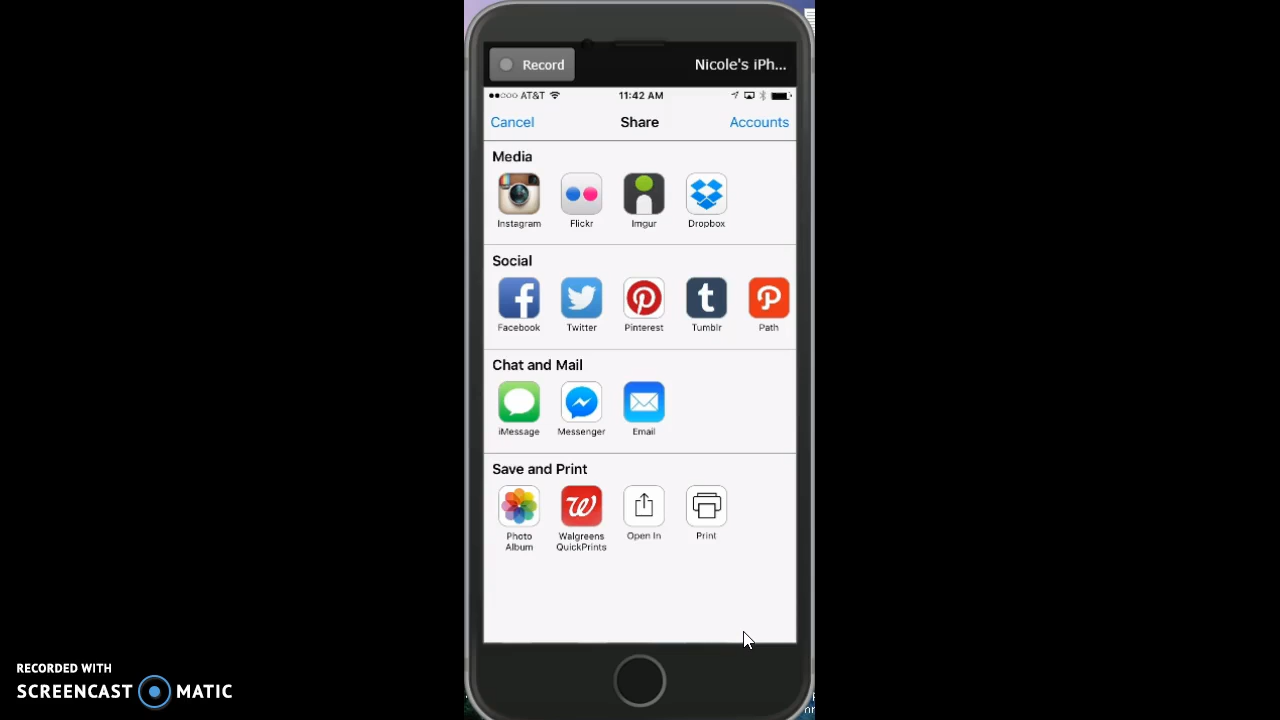 Record
Nicole's iPh...
AT&T 11:42 AM
Cancel Share Accounts
Media
Instagram Flickr Imgur Dropbox
Social
Facebook Twitter Pinterest Tumblr Path
Chat and Mail
iMessage Messenger Email
Save and Print
Photo Album
Walgreens QuickPrints
Open In
Print
RECORDED WITH
SCREENCAST MATIC